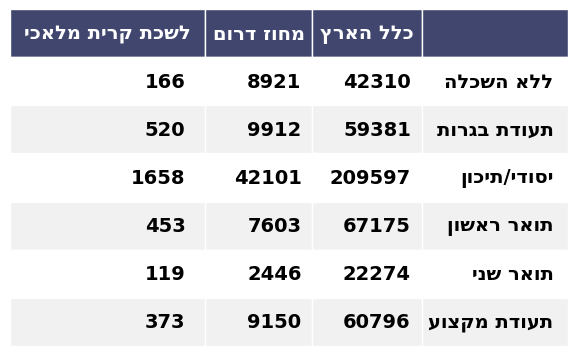 כלל הארץ מחוז דרום לשכת קרית מלאכי
ללא השכלה 42310 8921 166
תעודת בגרות 59381 9912 520
יסודי/תיכון 209597 42101 1658
תואר ראשון 67175 7603 453
תואר שני 22274 2446 119
תעודת מקצוע 60796 9150 373